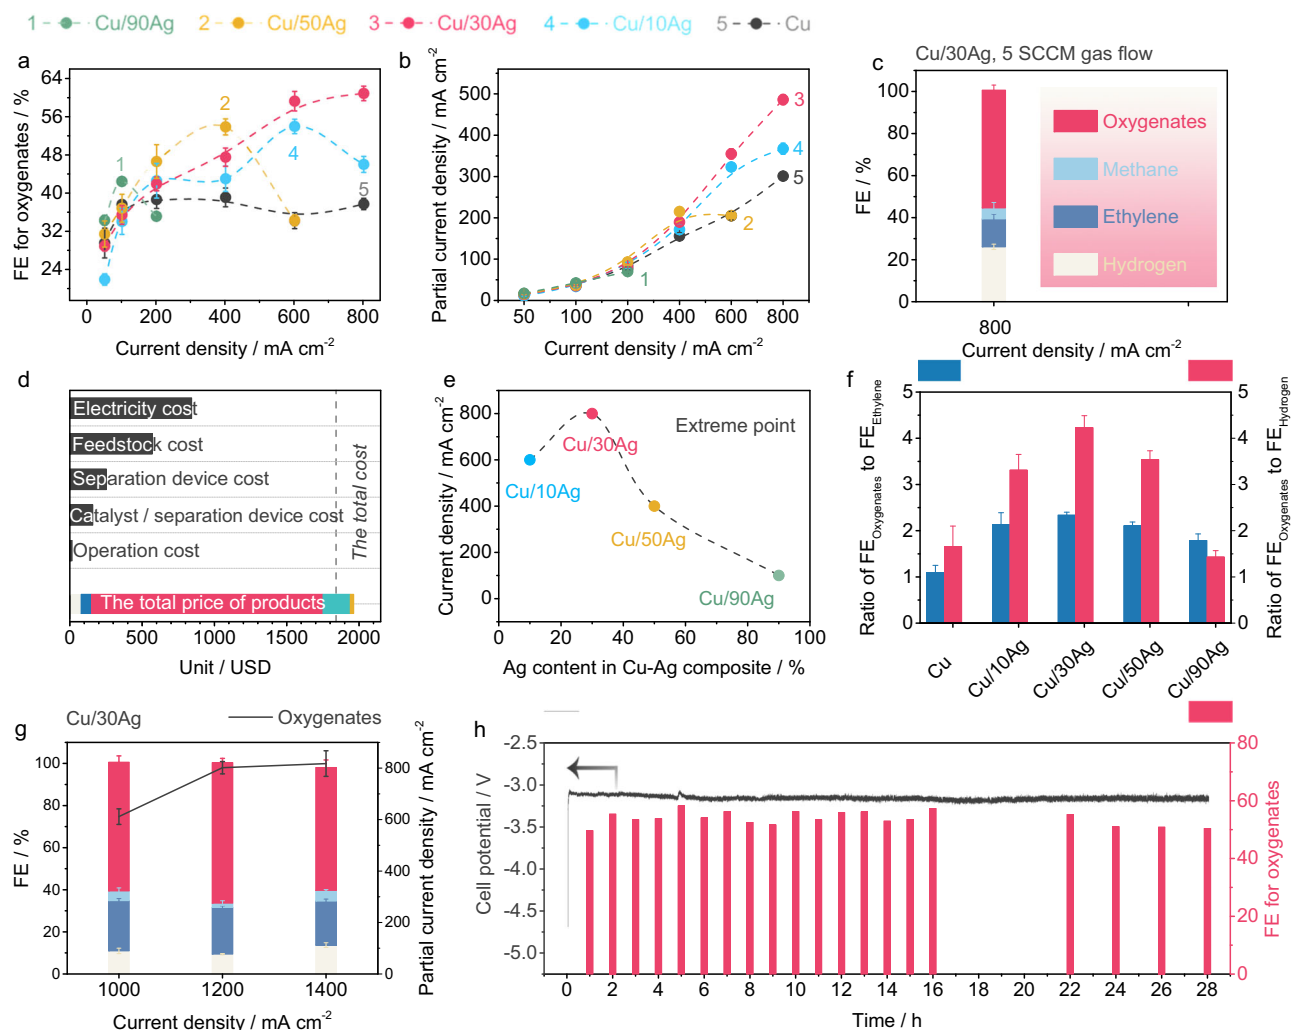 1 Cu/90Ag 2 Cu/50Ag 3 Cu/30Ag 4 Cu/10Ag 5 Cu
a
64
56
48
40
32
24
FE for oxygenates / %
1
2
4
5
0 200 400 600 800
Current density / mA cm-2
b
500
400
300
200
100
0
Partial current density / mA cm-2
3
4
5
2
1
50 100 200 400 600 800
Current density / mA cm-2
Cu/30Ag, 5 SCCM gas flow
c
100
80
60
40
20
0
FE / %
Oxygenates
Methane
Ethylene
Hydrogen
800
Current density / mA cm-2
d
Electricity cost
Feedstock cost
Separation device cost
Catalyst / separation device cost
Operation cost
The total price of products
The total cost
0 500 1000 1500 2000
Unit / USD
e
800
600
400
200
0
Current density / mA cm-2
Extreme point
Cu/30Ag
Cu/10Ag
Cu/50Ag
Cu/90Ag
0 20 40 60 80 100
Ag content in Cu-Ag composite / %
f
5
4
3
2
1
0
Ratio of FEOxygenates to FEEthylene
5
4
3
2
1
0
Ratio of FEOxygenates to FEHydrogen
Cu Cu/10Ag Cu/30Ag Cu/50Ag Cu/90Ag
g
Cu/30Ag
Oxygenates
100
80
60
40
20
0
FE / %
800
600
400
200
0
Partial current density / mA cm-2
1000 1200 1400
Current density / mA cm-2
h
-2.5
-3.0
-3.5
-4.0
-4.5
-5.0
Cell potential / V
80
60
40
20
0
FE for oxygenates / %
0 2 4 6 8 10 12 14 16 18 20 22 24 26 28
Time / h